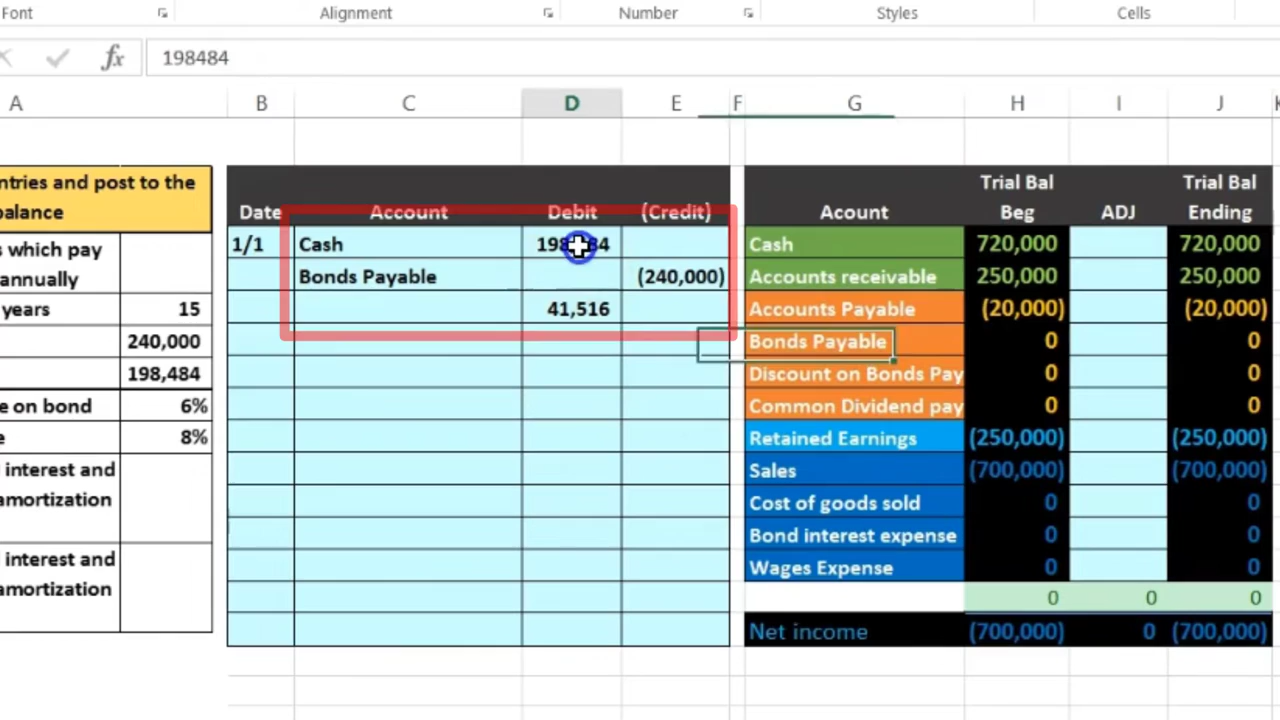 Font Alignment Number Styles Cells
fx 198484
A B C D E F G H I J K
ntries and post to the
balance
s which pay
annually
years 15
240,000
198,484
e on bond 6%
e 8%
interest and
amortization
interest and
amortization
Date Account Debit (Credit)
1/1 Cash 198,484
Bonds Payable (240,000)
41,516
Acount Trial Bal Beg ADJ Trial Bal Ending
Cash 720,000 720,000
Accounts receivable 250,000 250,000
Accounts Payable (20,000) (20,000)
Bonds Payable 0 0
Discount on Bonds Pay 0 0
Common Dividend pay 0 0
Retained Earnings (250,000) (250,000)
Sales (700,000) (700,000)
Cost of goods sold 0 0
Bond interest expense 0 0
Wages Expense 0 0
0 0 0
Net income (700,000) 0 (700,000)